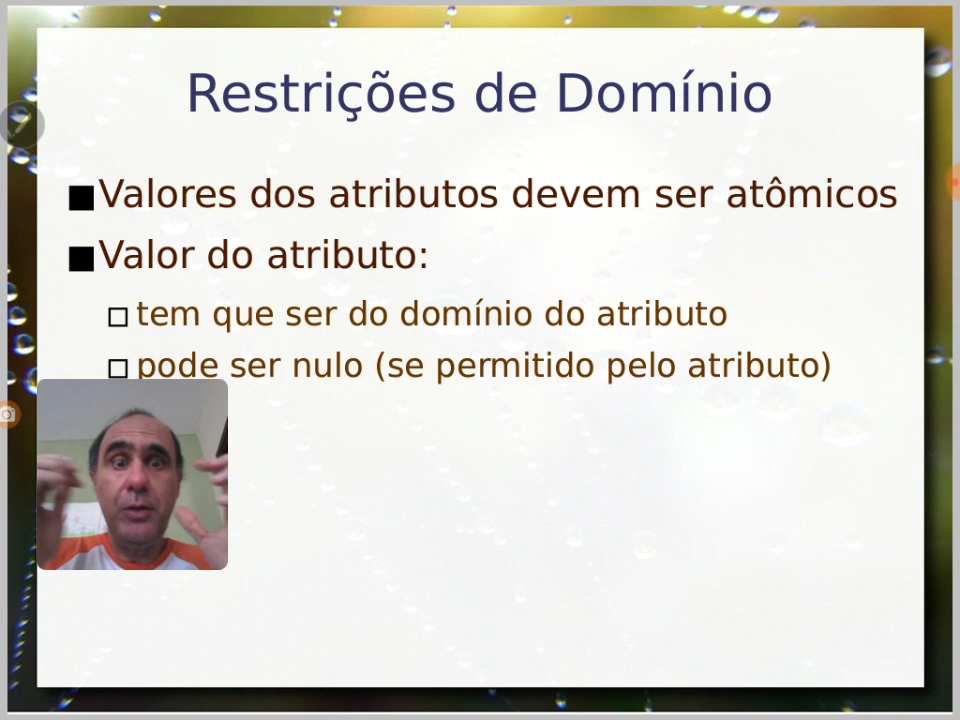 Restrições de Domínio
Valores dos atributos devem ser atômicos
Valor do atributo:
tem que ser do domínio do atributo
pode ser nulo (se permitido pelo atributo)